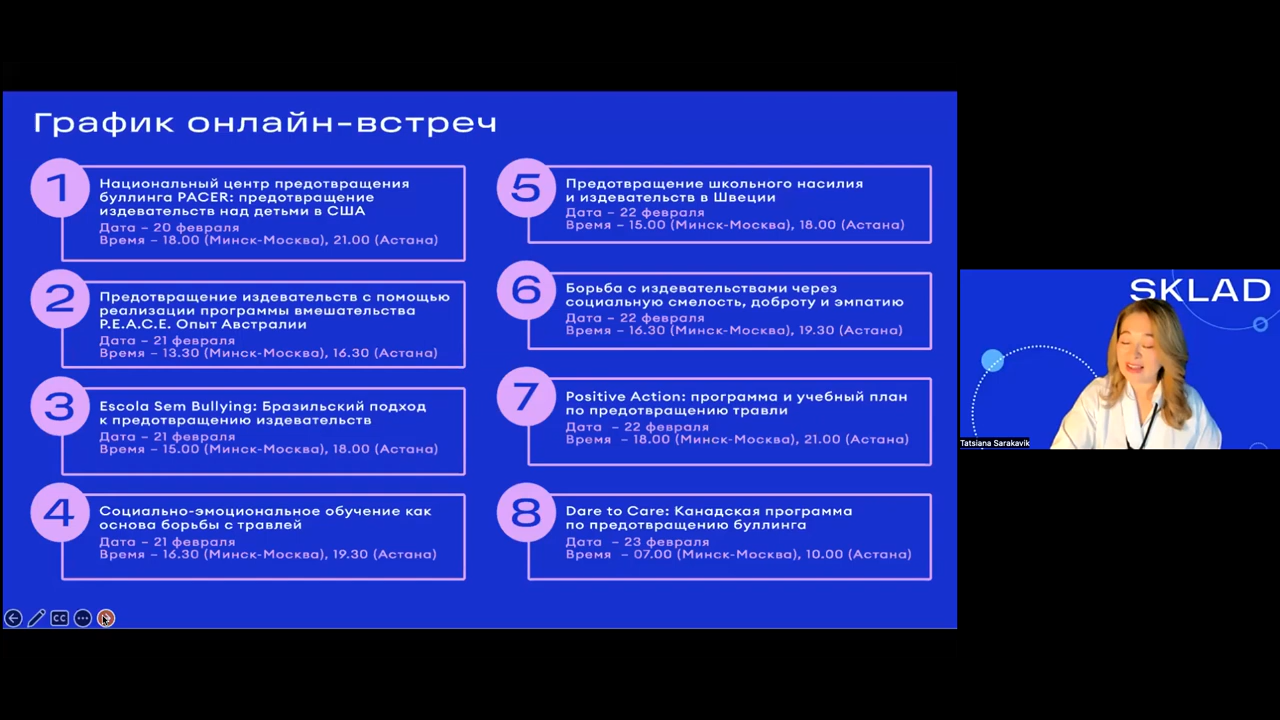 График онлайн-встреч
1
Национальный центр предотвращения
буллинга PACER: предотвращение
издевательств над детьми в США
Дата – 20 февраля
Время – 18.00 (Минск-Москва), 21.00 (Астана)
2
Предотвращение издевательств с помощью
реализации программы вмешательства
P.E.A.C.E. Опыт Австралии
Дата – 21 февраля
Время – 13.30 (Минск-Москва), 16.30 (Астана)
3
Escola Sem Bullying: Бразильский подход
к предотвращению издевательств
Дата – 21 февраля
Время – 15.00 (Минск-Москва), 18.00 (Астана)
4
Социально-эмоциональное обучение как
основа борьбы с травлей
Дата – 21 февраля
Время – 16.30 (Минск-Москва), 19.30 (Астана)
5
Предотвращение школьного насилия
и издевательств в Швеции
Дата – 22 февраля
Время – 15.00 (Минск-Москва), 18.00 (Астана)
6
Борьба с издевательствами через
социальную смелость, доброту и эмпатию
Дата – 22 февраля
Время – 16.30 (Минск-Москва), 19.30 (Астана)
7
Positive Action: программа и учебный план
по предотвращению травли
Дата – 22 февраля
Время – 18.00 (Минск-Москва), 21.00 (Астана)
8
Dare to Care: Канадская программа
по предотвращению буллинга
Дата – 23 февраля
Время – 07.00 (Минск-Москва), 10.00 (Астана)
CC
SKLAD
Tatsiana Sarakavik